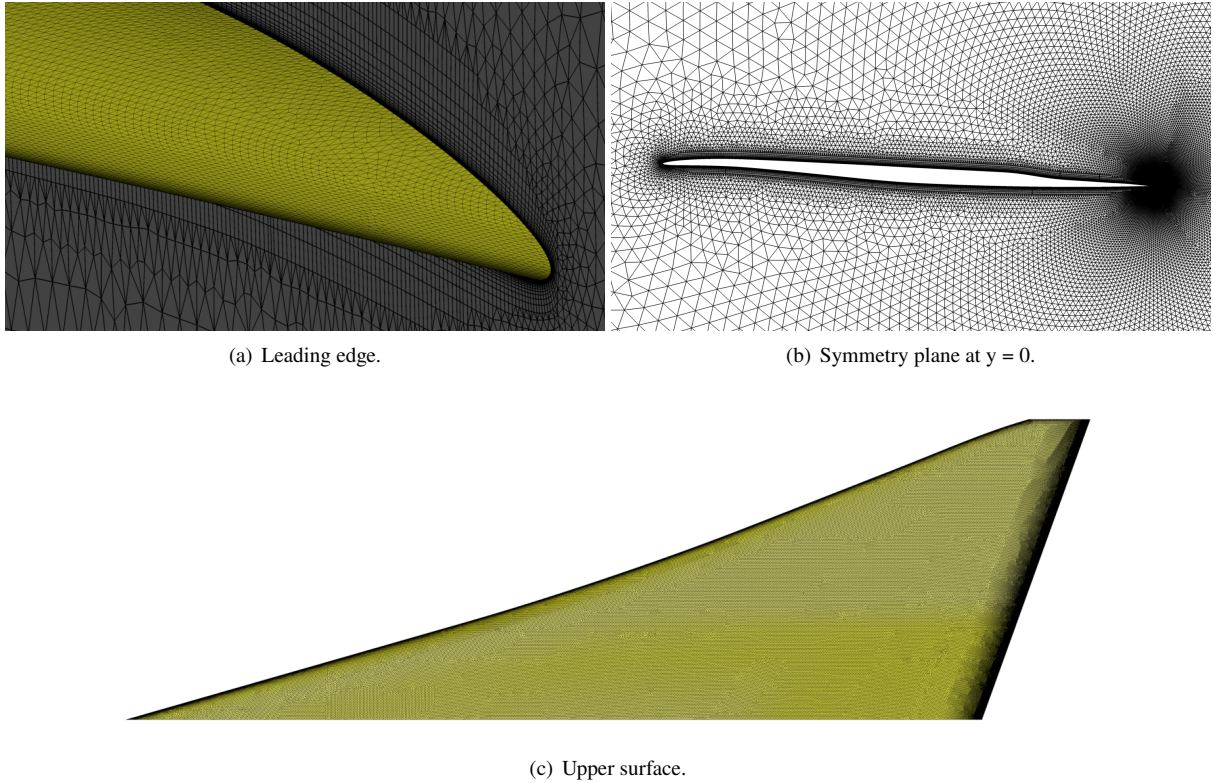 (a) Leading edge.
(b) Symmetry plane at y = 0.
(c) Upper surface.